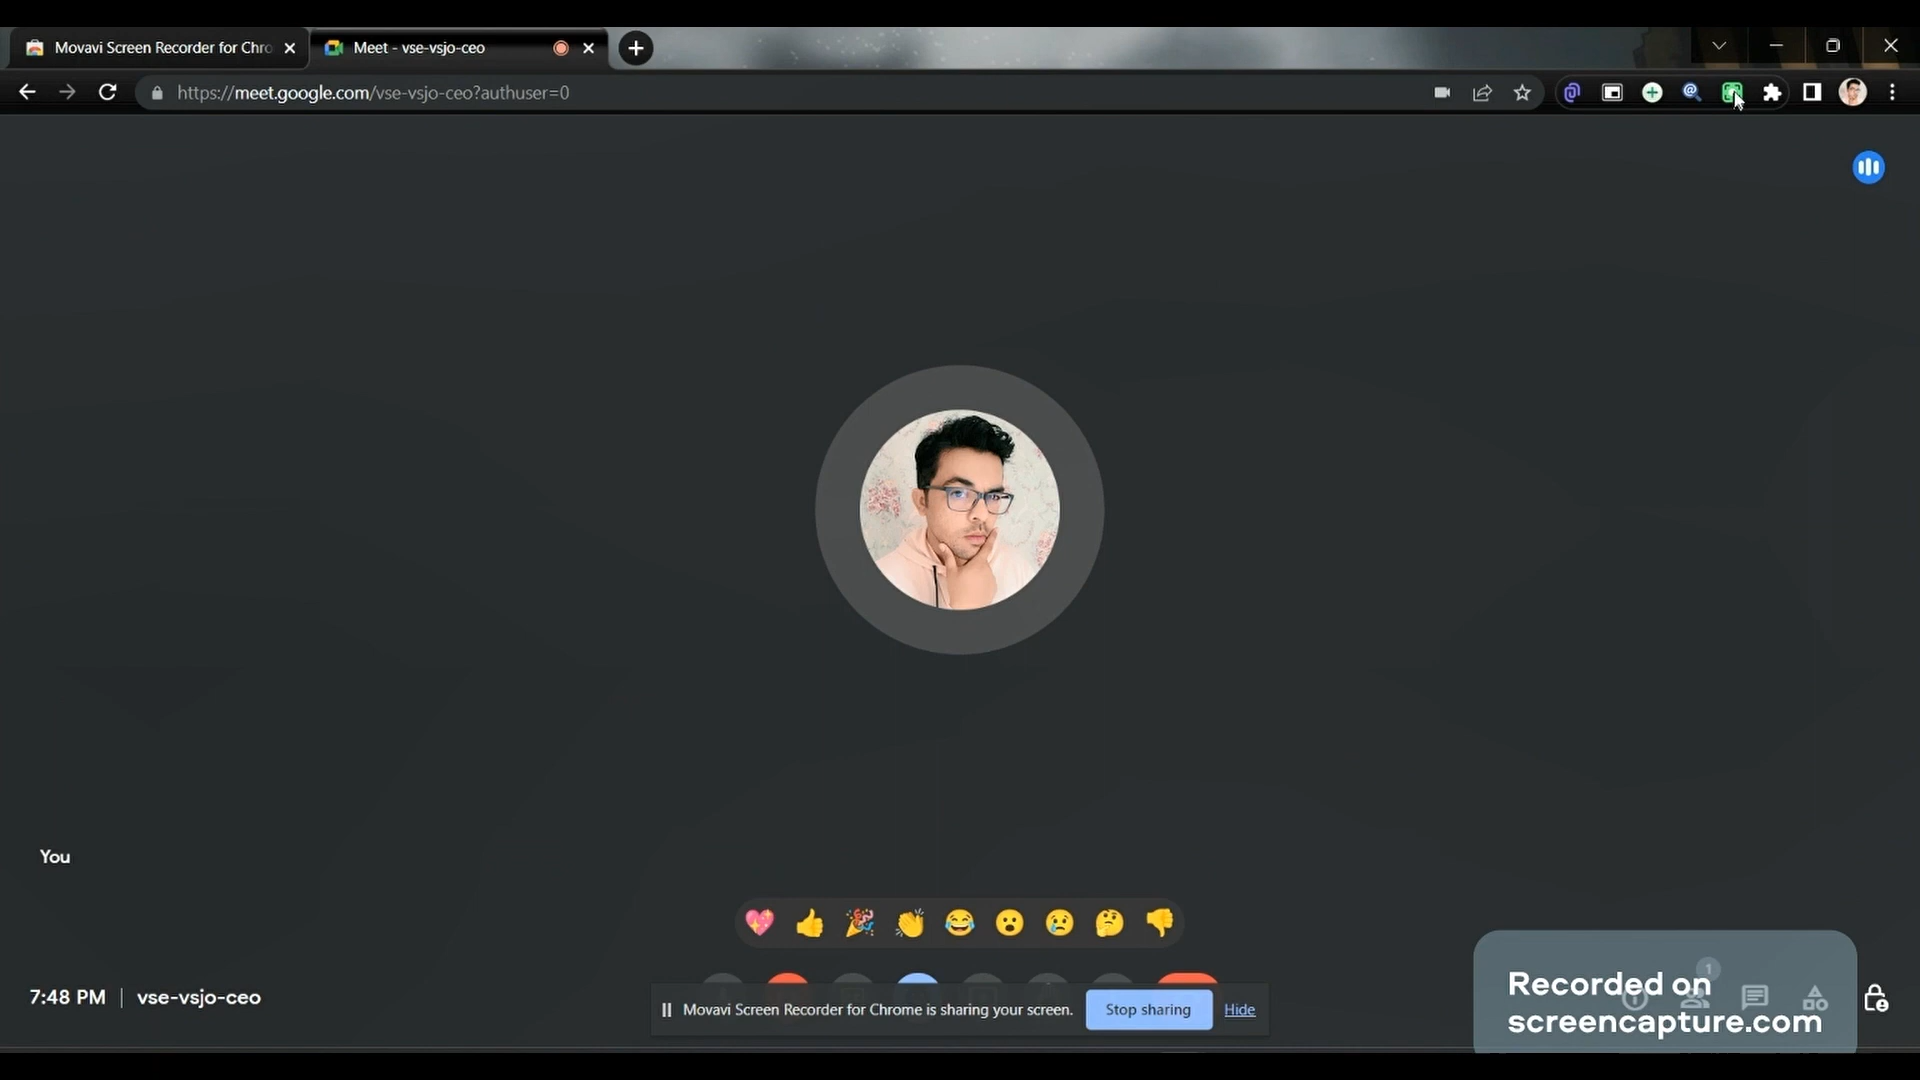 Movavi Screen Recorder for Chro
Meet - vse-vsjo-ceo
https://meet.google.com/vse-vsjo-ceo?authuser=0
You
7:48 PM | vse-vsjo-ceo
Movavi Screen Recorder for Chrome is sharing your screen.
Stop sharing
Hide
1
Recorded on
screencapture.com